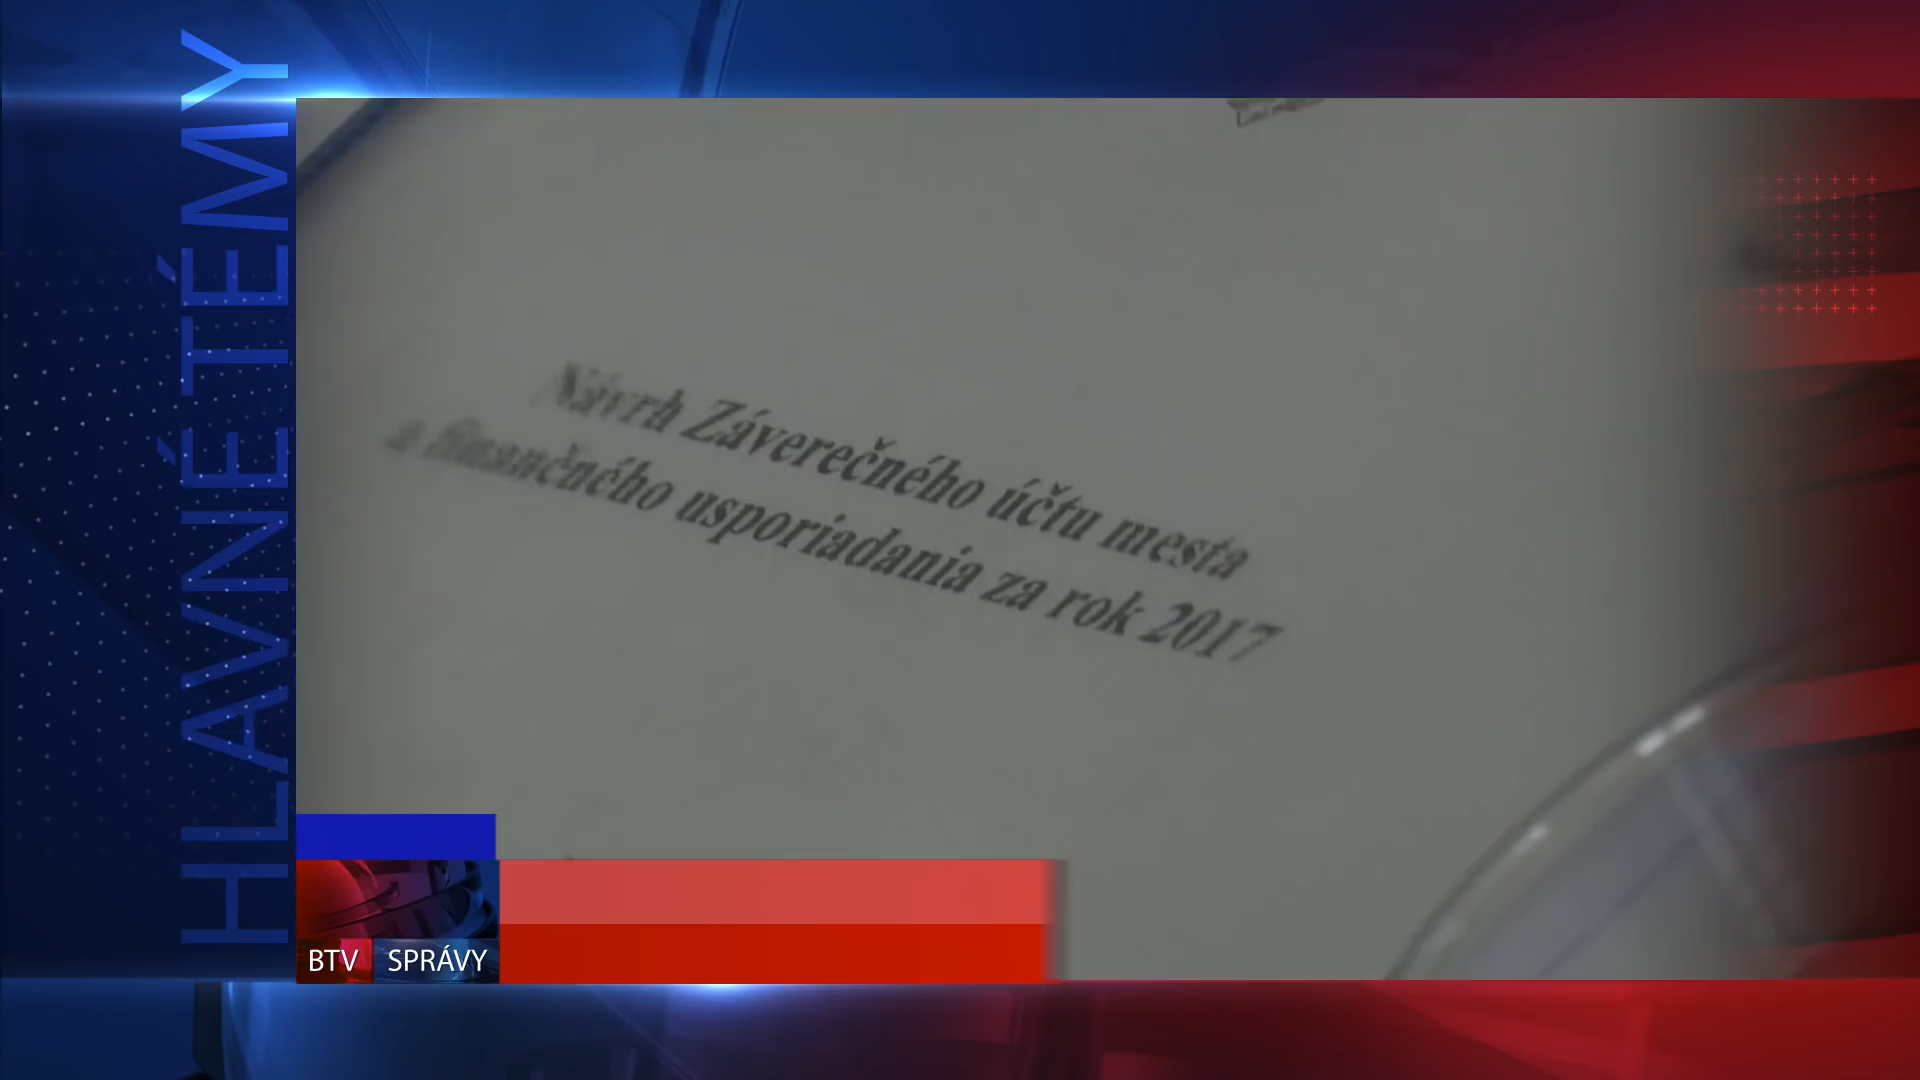 HLAVNÉ TÉMY
Návrh Záverečného účtu mesta
a finančného usporiadania za rok 2017
BTV SPRÁVY